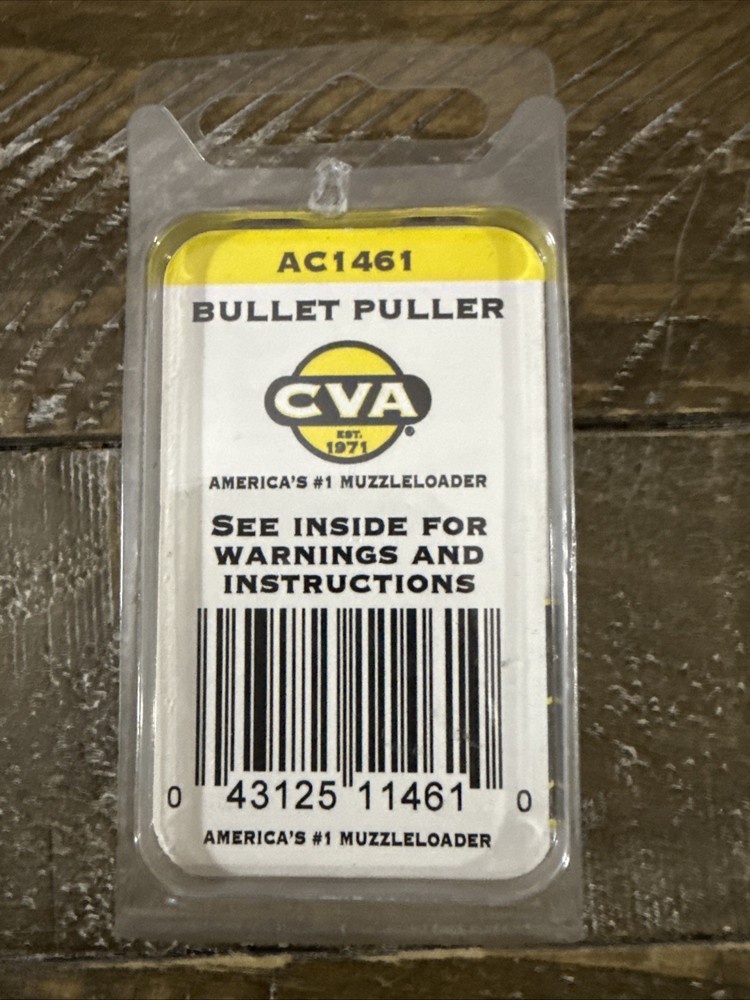 AC1461
BULLET PULLER
CVA
EST.
1971
®
AMERICA'S #1 MUZZLELOADER
SEE INSIDE FOR
WARNINGS AND
INSTRUCTIONS
0 43125 11461 0
AMERICA'S #1 MUZZLELOADER